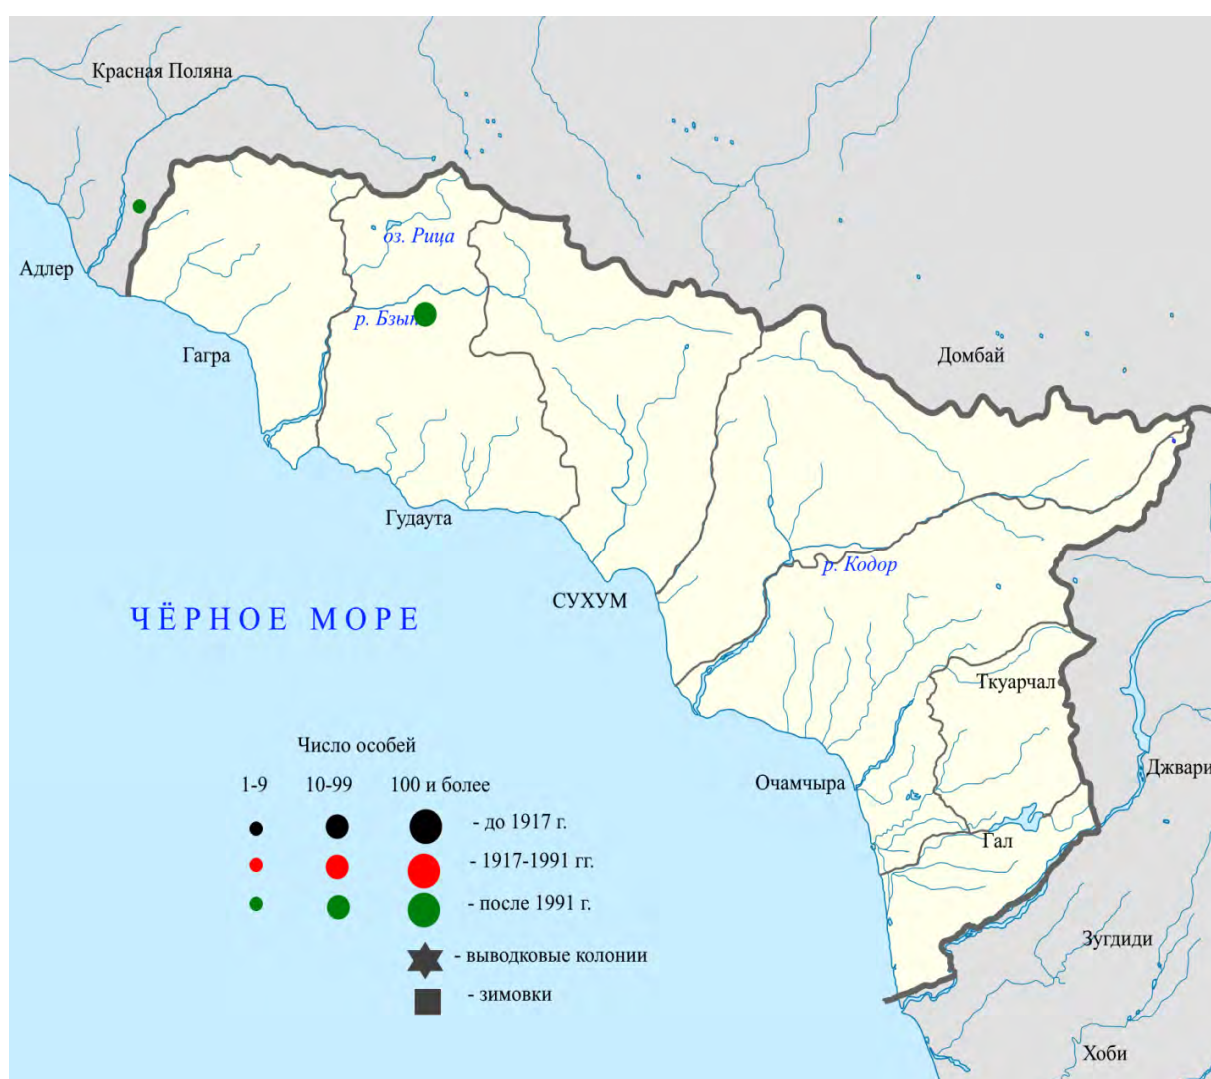 Красная Поляна
оз. Рица
Адлер
р. Бзып
Гагра
Домбай
Гудаута
р. Кодор
СУХУМ
ЧЁРНОЕ МОРЕ
Ткуарчал
Число особей
Джвари
Очамчыра
1-9 10-99 100 и более
- до 1917 г.
Гал
- 1917-1991 гг.
- после 1991 г.
Зугдиди
- выводковые колонии
- зимовки
Хоби